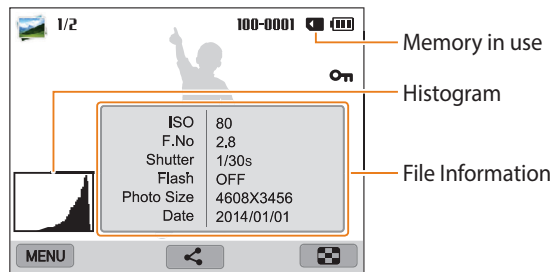 1/2 100-0001
Memory in use
Histogram
ISO 80
F.No 2.8
Shutter 1/30s
Flash OFF
Photo Size 4608X3456
Date 2014/01/01
File Information
MENU